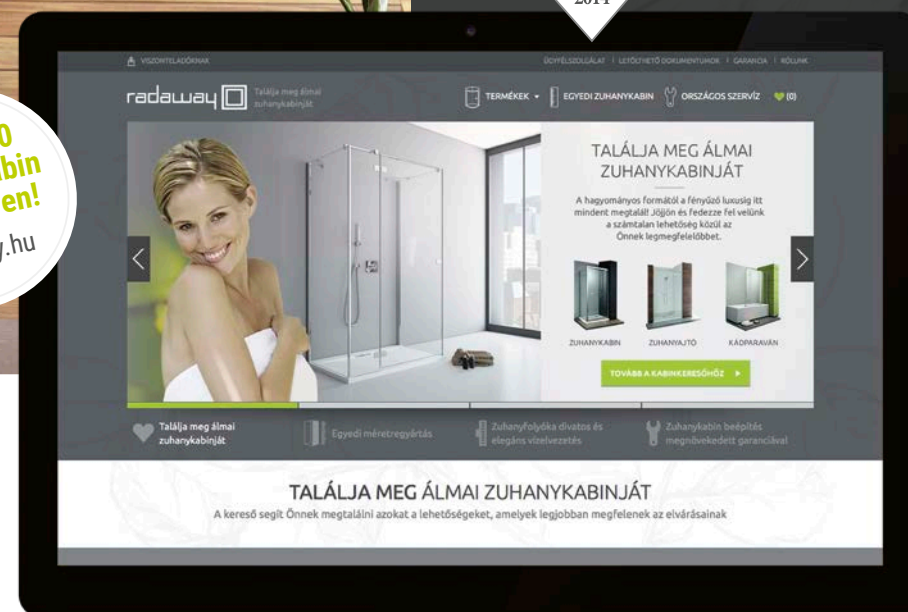 2014
0
bin
en!
y.hu
VISZONTELADÓKNAK
ÜGYFÉLSZOLGÁLAT | LETÖLTHETŐ DOKUMENTUMOK | GARANCIA | RÓLUNK
radaway
Találja meg álmai
zuhanykabinját
TERMÉKEK
EGYEDI ZUHANYKABIN
ORSZÁGOS SZERVÍZ
(0)
TALÁLJA MEG ÁLMAI
ZUHANYKABINJÁT
A hagyományos formától a fényűző luxusig itt
mindent megtalál! Jöjjön és fedezze fel velünk
a számtalan lehetőség közül az
Önnek legmegfelelőbbet.
ZUHANYKABIN
ZUHANYAJTÓ
KÁDPARAVÁN
TOVÁBB A KABINKERESŐHÖZ
Találja meg álmai
zuhanykabinját
Egyedi méretregyártás
Zuhanyfolyóka divatos és
elegáns vízelvezetés
Zuhanykabin beépítés
megnövekedett garanciával
TALÁLJA MEG ÁLMAI ZUHANYKABINJÁT
A kereső segít Önnek megtalálni azokat a lehetőségeket, amelyek legjobban megfelenek az elvárásainak